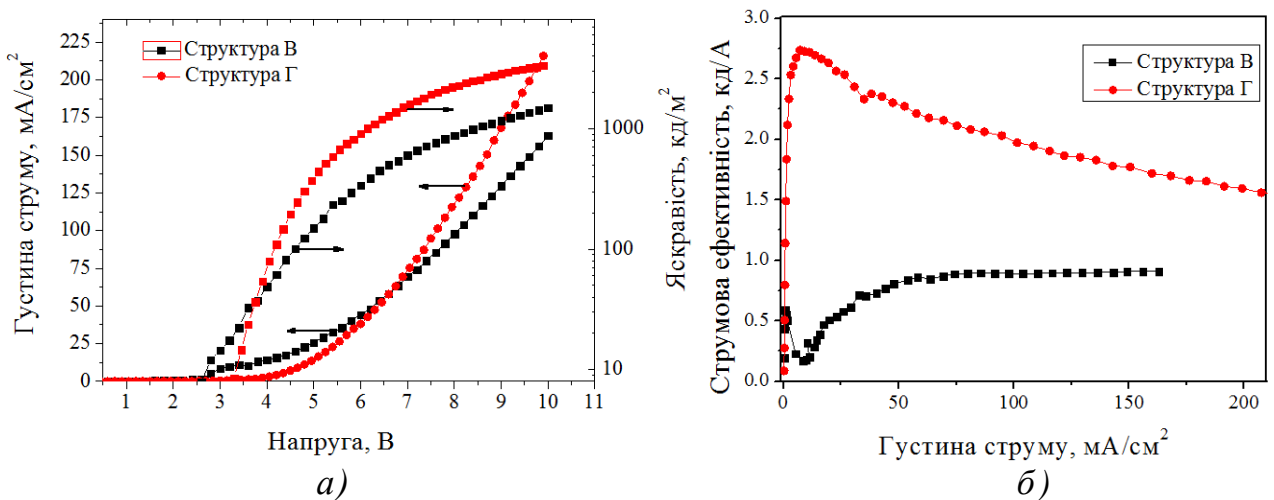 Густина струму, мА/см²
225
200
175
150
125
100
75
50
25
0
Структура В
Структура Г
1000
100
10
Яскравість, кд/м²
1 2 3 4 5 6 7 8 9 10 11
Напруга, В
а)
Струмова ефективність, кд/А
3.0
2.5
2.0
1.5
1.0
0.5
0.0
Структура В
Структура Г
0 50 100 150 200
Густина струму, мА/см²
б)